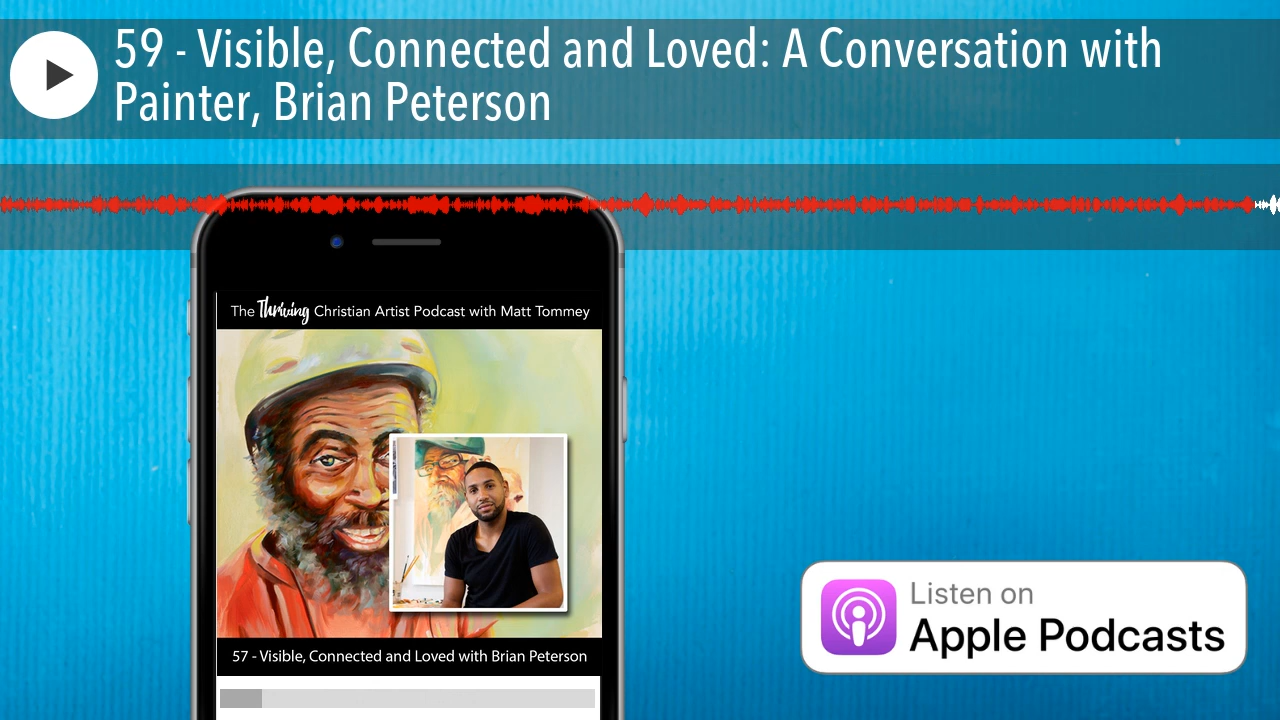 59 - Visible, Connected and Loved: A Conversation with
Painter, Brian Peterson
The Thriving Christian Artist Podcast with Matt Tommey
57 - Visible, Connected and Loved with Brian Peterson
Listen on
Apple Podcasts